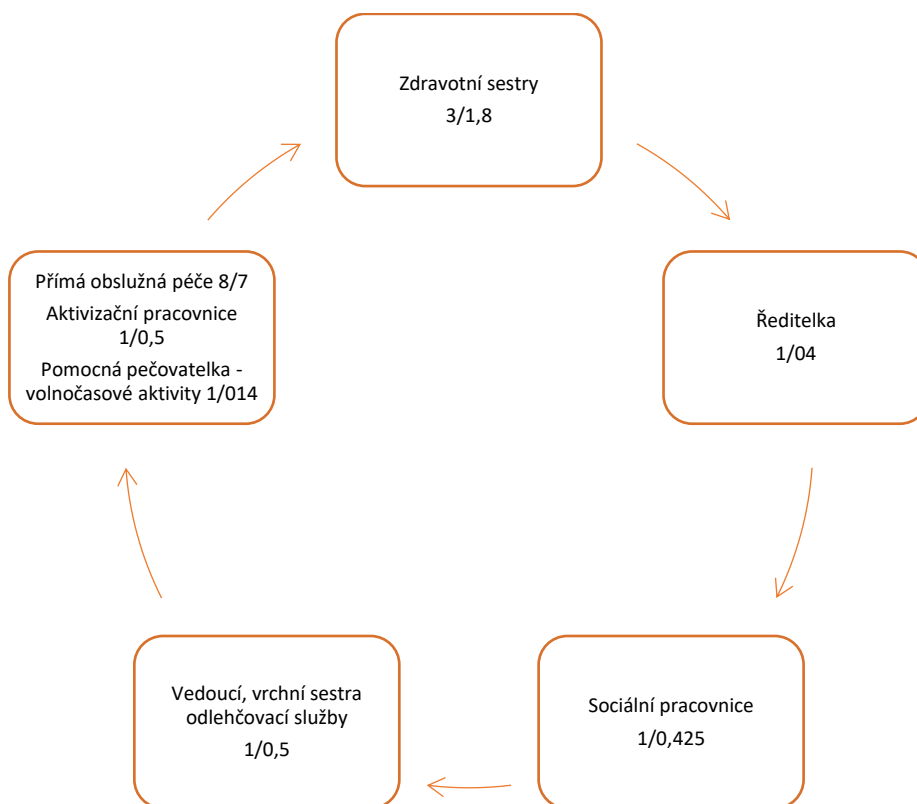 Zdravotní sestry
3/1,8
Přímá obslužná péče 8/7
Aktivizační pracovnice
1/0,5
Pomocná pečovatelka -
volnočasové aktivity 1/014
Ředitelka
1/04
Vedoucí, vrchní sestra
odlehčovací služby
1/0,5
Sociální pracovnice
1/0,425